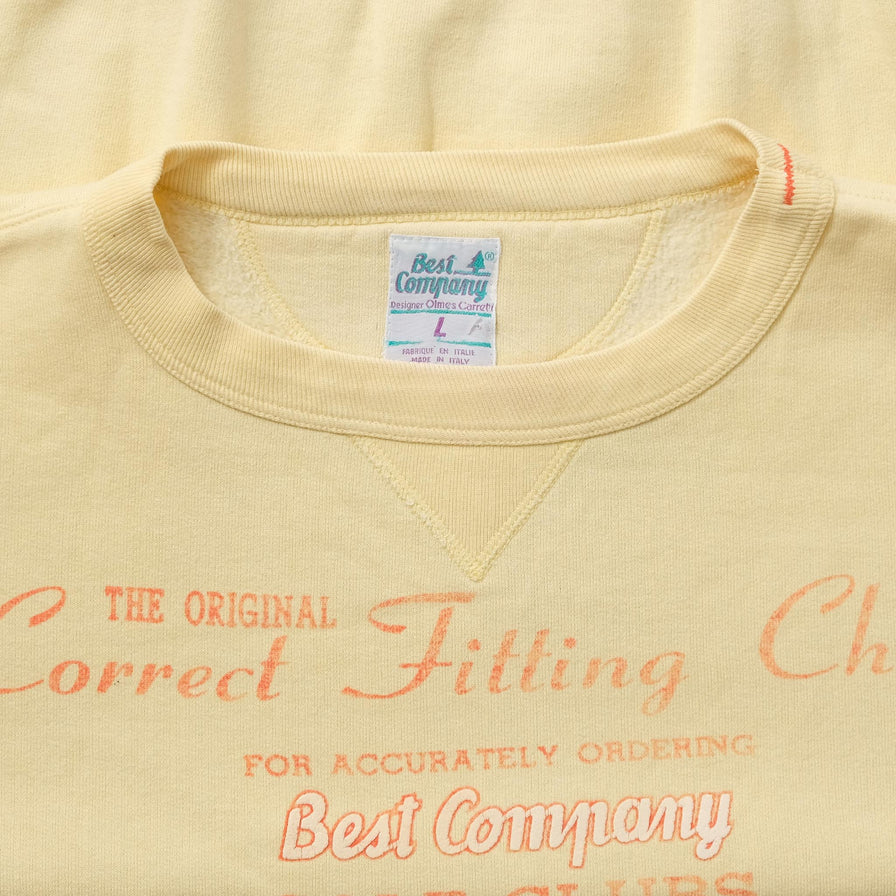 Best
Company®
Designer Olmes Carretti
L
FABRIQUÉ EN ITALIE
MADE IN ITALY
THE ORIGINAL
Correct Fitting Ch
FOR ACCURATELY ORDERING
Best Company